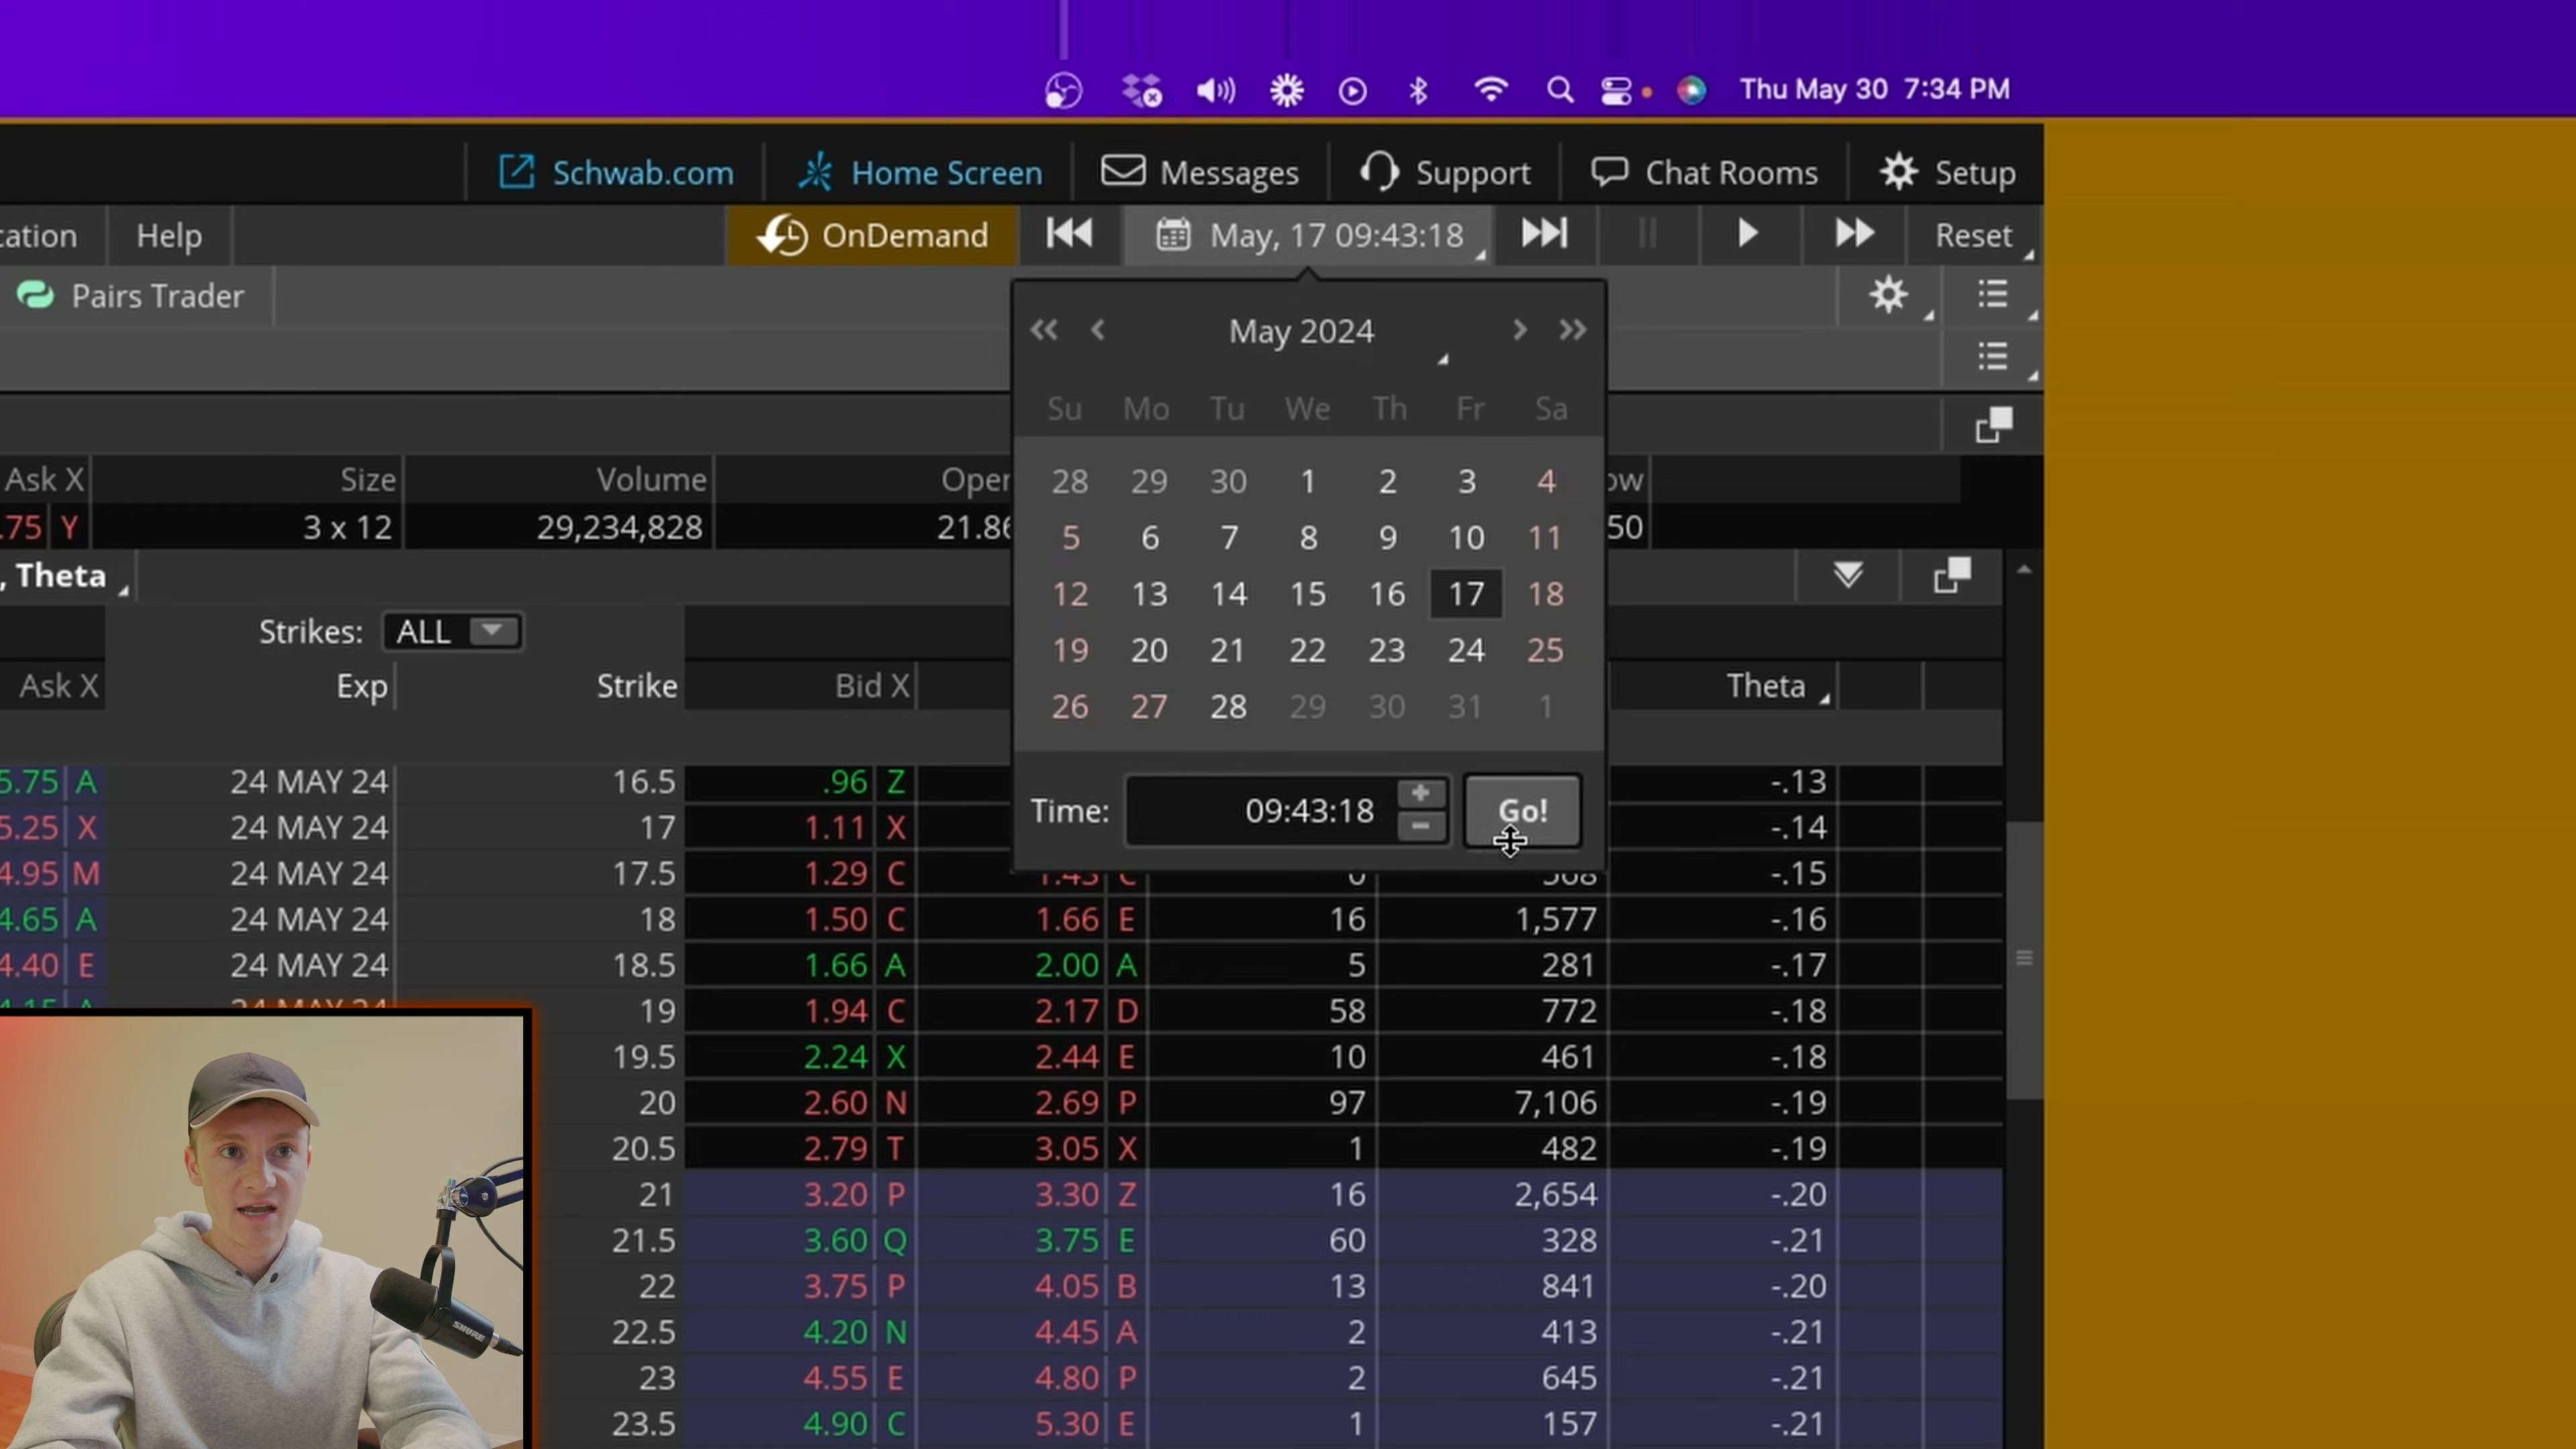 Thu May 30 7:34 PM
Schwab.com Home Screen Messages Support Chat Rooms Setup
cation Help OnDemand May, 17 09:43:18 Reset
Pairs Trader
May 2024
Su Mo Tu We Th Fr Sa
28 29 30 1 2 3 4
5 6 7 8 9 10 11
12 13 14 15 16 17 18
19 20 21 22 23 24 25
26 27 28 29 30 31 1
Time: 09:43:18 + − Go!
Ask X Size Volume Open ow
.75 Y 3 x 12 29,234,828 21.86 50
, Theta
Strikes: ALL
Ask X Exp Strike Bid X Theta
5.75 A 24 MAY 24 16.5 .96 Z -.13
5.25 X 24 MAY 24 17 1.11 X -.14
4.95 M 24 MAY 24 17.5 1.29 C 1.43 C 0 568 -.15
4.65 A 24 MAY 24 18 1.50 C 1.66 E 16 1,577 -.16
4.40 E 24 MAY 24 18.5 1.66 A 2.00 A 5 281 -.17
4.15 A 24 MAY 24 19 1.94 C 2.17 D 58 772 -.18
19.5 2.24 X 2.44 E 10 461 -.18
20 2.60 N 2.69 P 97 7,106 -.19
20.5 2.79 T 3.05 X 1 482 -.19
21 3.20 P 3.30 Z 16 2,654 -.20
21.5 3.60 Q 3.75 E 60 328 -.21
22 3.75 P 4.05 B 13 841 -.20
22.5 4.20 N 4.45 A 2 413 -.21
23 4.55 E 4.80 P 2 645 -.21
23.5 4.90 C 5.30 E 1 157 -.21
SHURE